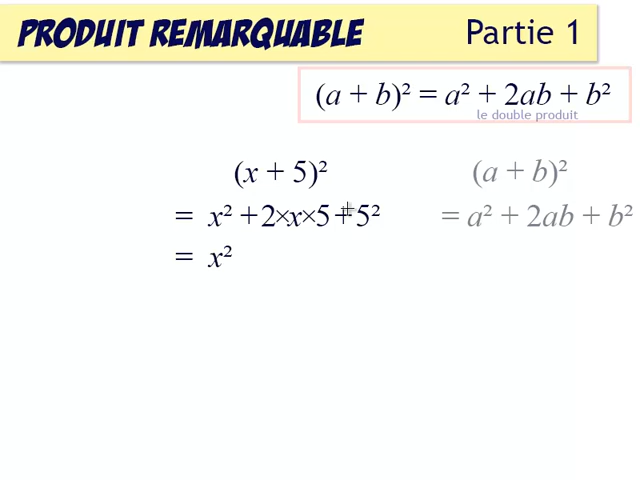 PRODUIT REMARQUABLE Partie 1
(a + b)² = a² + 2ab + b²
le double produit
(x + 5)² (a + b)²
= x² + 2×x×5+5² = a² + 2ab + b²
= x²